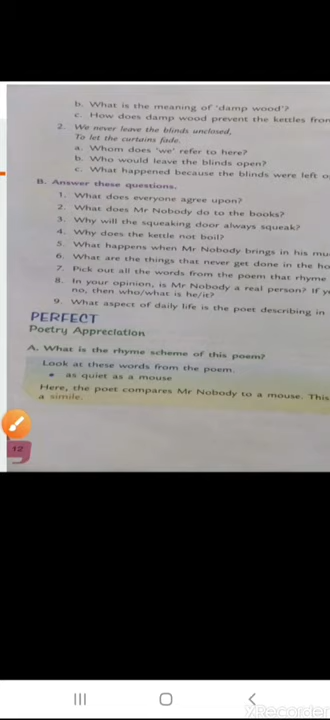 b. What is the meaning of 'damp wood'?
c. How does damp wood prevent the kettles from
2. We never leave the blinds unclosed,
To let the curtains fade.
a. Whom does 'we' refer to here?
b. Who would leave the blinds open?
c. What happened because the blinds were left o
B. Answer these questions.
1. What does everyone agree upon?
2. What does Mr Nobody do to the books?
3. Why will the squeaking door always squeak?
4. Why does the kettle not boil?
5. What happens when Mr Nobody brings in his mu
6. What are the things that never get done in the ho
7. Pick out all the words from the poem that rhyme
8. In your opinion, is Mr Nobody a real person? If y
no, then who/what is he/it?
9. What aspect of daily life is the poet describing in
PERFECT
Poetry Appreciation
A. What is the rhyme scheme of this poem?
Look at these words from the poem.
• as quiet as a mouse
Here, the poet compares Mr Nobody to a mouse. This
a simile.
12
XRecorder